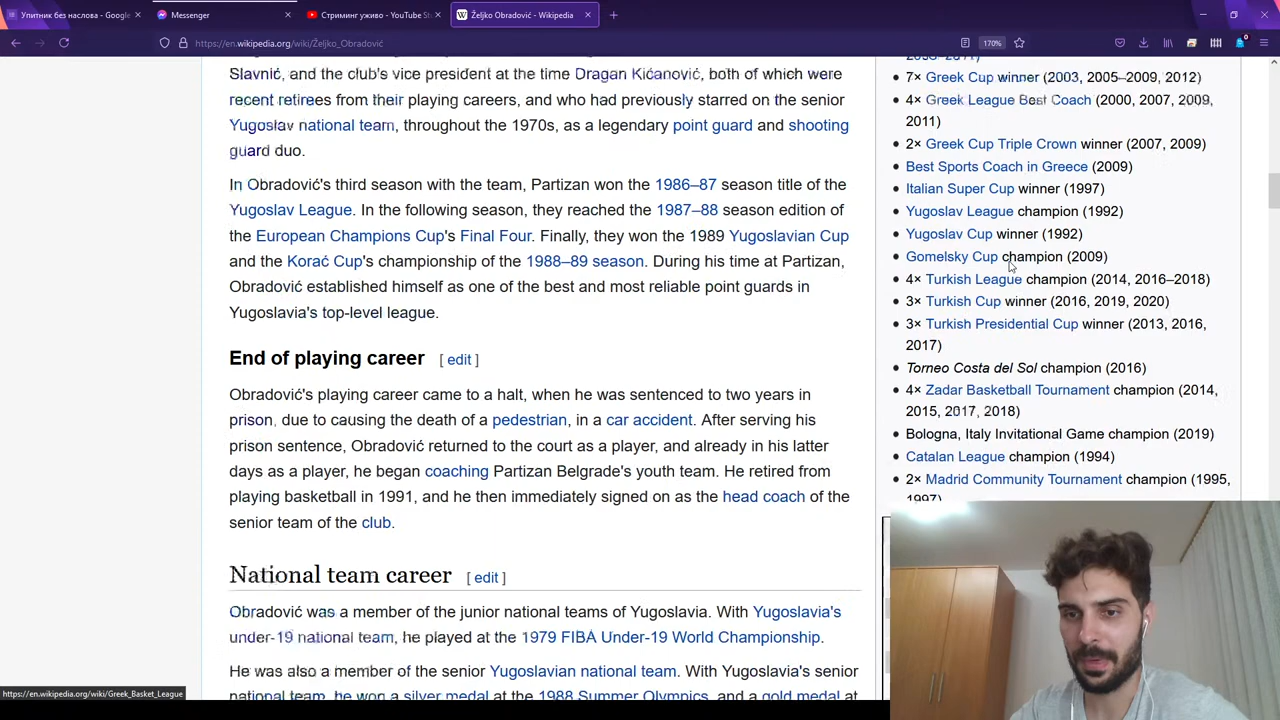 Упитник без наслова - Google
Messenger
Стриминг уживо - YouTube S
Željko Obradović - Wikipedia
https://en.wikipedia.org/wiki/Željko_Obradović
170%
Slavnić, and the club's vice president at the time Dragan Kićanović, both of which were
recent retirees from their playing careers, and who had previously starred on the senior
Yugoslav national team, throughout the 1970s, as a legendary point guard and shooting
guard duo.
In Obradović's third season with the team, Partizan won the 1986–87 season title of the
Yugoslav League. In the following season, they reached the 1987–88 season edition of
the European Champions Cup's Final Four. Finally, they won the 1989 Yugoslavian Cup
and the Korać Cup's championship of the 1988–89 season. During his time at Partizan,
Obradović established himself as one of the best and most reliable point guards in
Yugoslavia's top-level league.
End of playing career [ edit ]
Obradović's playing career came to a halt, when he was sentenced to two years in
prison, due to causing the death of a pedestrian, in a car accident. After serving his
prison sentence, Obradović returned to the court as a player, and already in his latter
days as a player, he began coaching Partizan Belgrade's youth team. He retired from
playing basketball in 1991, and he then immediately signed on as the head coach of the
senior team of the club.
National team career [ edit ]
Obradović was a member of the junior national teams of Yugoslavia. With Yugoslavia's
under-19 national team, he played at the 1979 FIBA Under-19 World Championship.
He was also a member of the senior Yugoslavian national team. With Yugoslavia's senior
national team, he won a silver medal at the 1988 Summer Olympics, and a gold medal at
7× Greek Cup winner (2003, 2005–2009, 2012)
4× Greek League Best Coach (2000, 2007, 2009,
2011)
2× Greek Cup Triple Crown winner (2007, 2009)
Best Sports Coach in Greece (2009)
Italian Super Cup winner (1997)
Yugoslav League champion (1992)
Yugoslav Cup winner (1992)
Gomelsky Cup champion (2009)
4× Turkish League champion (2014, 2016–2018)
3× Turkish Cup winner (2016, 2019, 2020)
3× Turkish Presidential Cup winner (2013, 2016,
2017)
Torneo Costa del Sol champion (2016)
4× Zadar Basketball Tournament champion (2014,
2015, 2017, 2018)
Bologna, Italy Invitational Game champion (2019)
Catalan League champion (1994)
2× Madrid Community Tournament champion (1995,
1997)
https://en.wikipedia.org/wiki/Greek_Basket_League